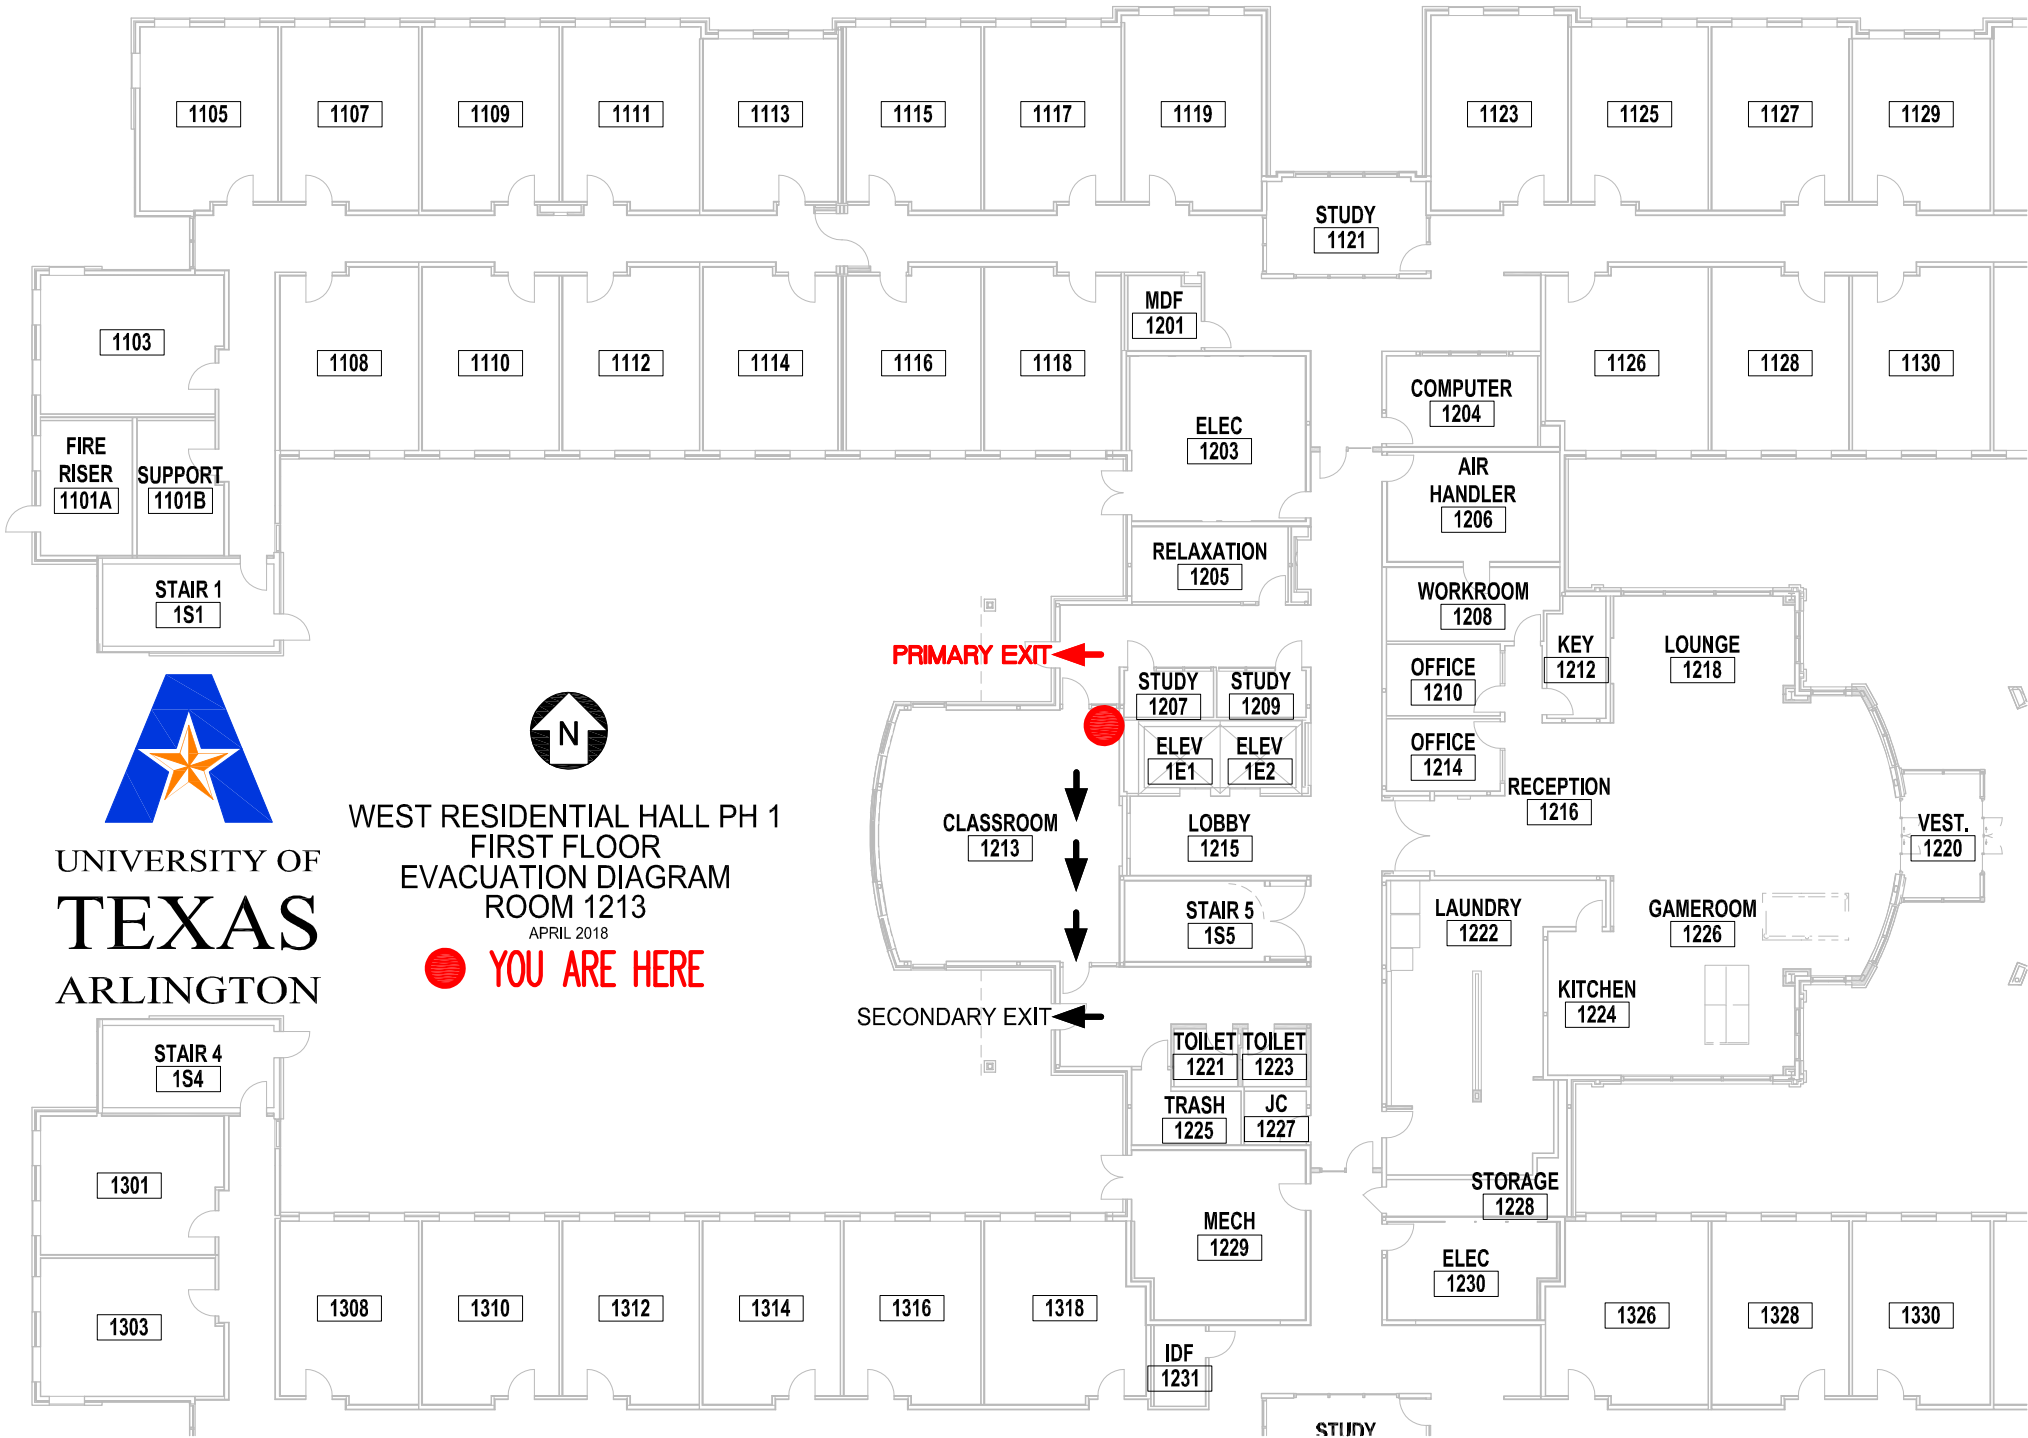 1105
1107
1109
1111
1113
1115
1117
1119
1123
1125
1127
1129
STUDY
1121
1103
1108
1110
1112
1114
1116
1118
MDF
1201
1126
1128
1130
COMPUTER
1204
ELEC
1203
FIRE
RISER
1101A
SUPPORT
1101B
AIR
HANDLER
1206
RELAXATION
1205
STAIR 1
1S1
WORKROOM
1208
PRIMARY EXIT
KEY
1212
LOUNGE
1218
OFFICE
1210
STUDY
1207
STUDY
1209
N
ELEV
1E1
ELEV
1E2
OFFICE
1214
RECEPTION
1216
WEST RESIDENTIAL HALL PH 1
FIRST FLOOR
EVACUATION DIAGRAM
ROOM 1213
APRIL 2018
YOU ARE HERE
UNIVERSITY OF
TEXAS
ARLINGTON
CLASSROOM
1213
LOBBY
1215
VEST.
1220
STAIR 5
1S5
LAUNDRY
1222
GAMEROOM
1226
KITCHEN
1224
SECONDARY EXIT
STAIR 4
1S4
TOILET
1221
TOILET
1223
TRASH
1225
JC
1227
1301
STORAGE
1228
MECH
1229
ELEC
1230
1303
1308
1310
1312
1314
1316
1318
1326
1328
1330
IDF
1231
STUDY